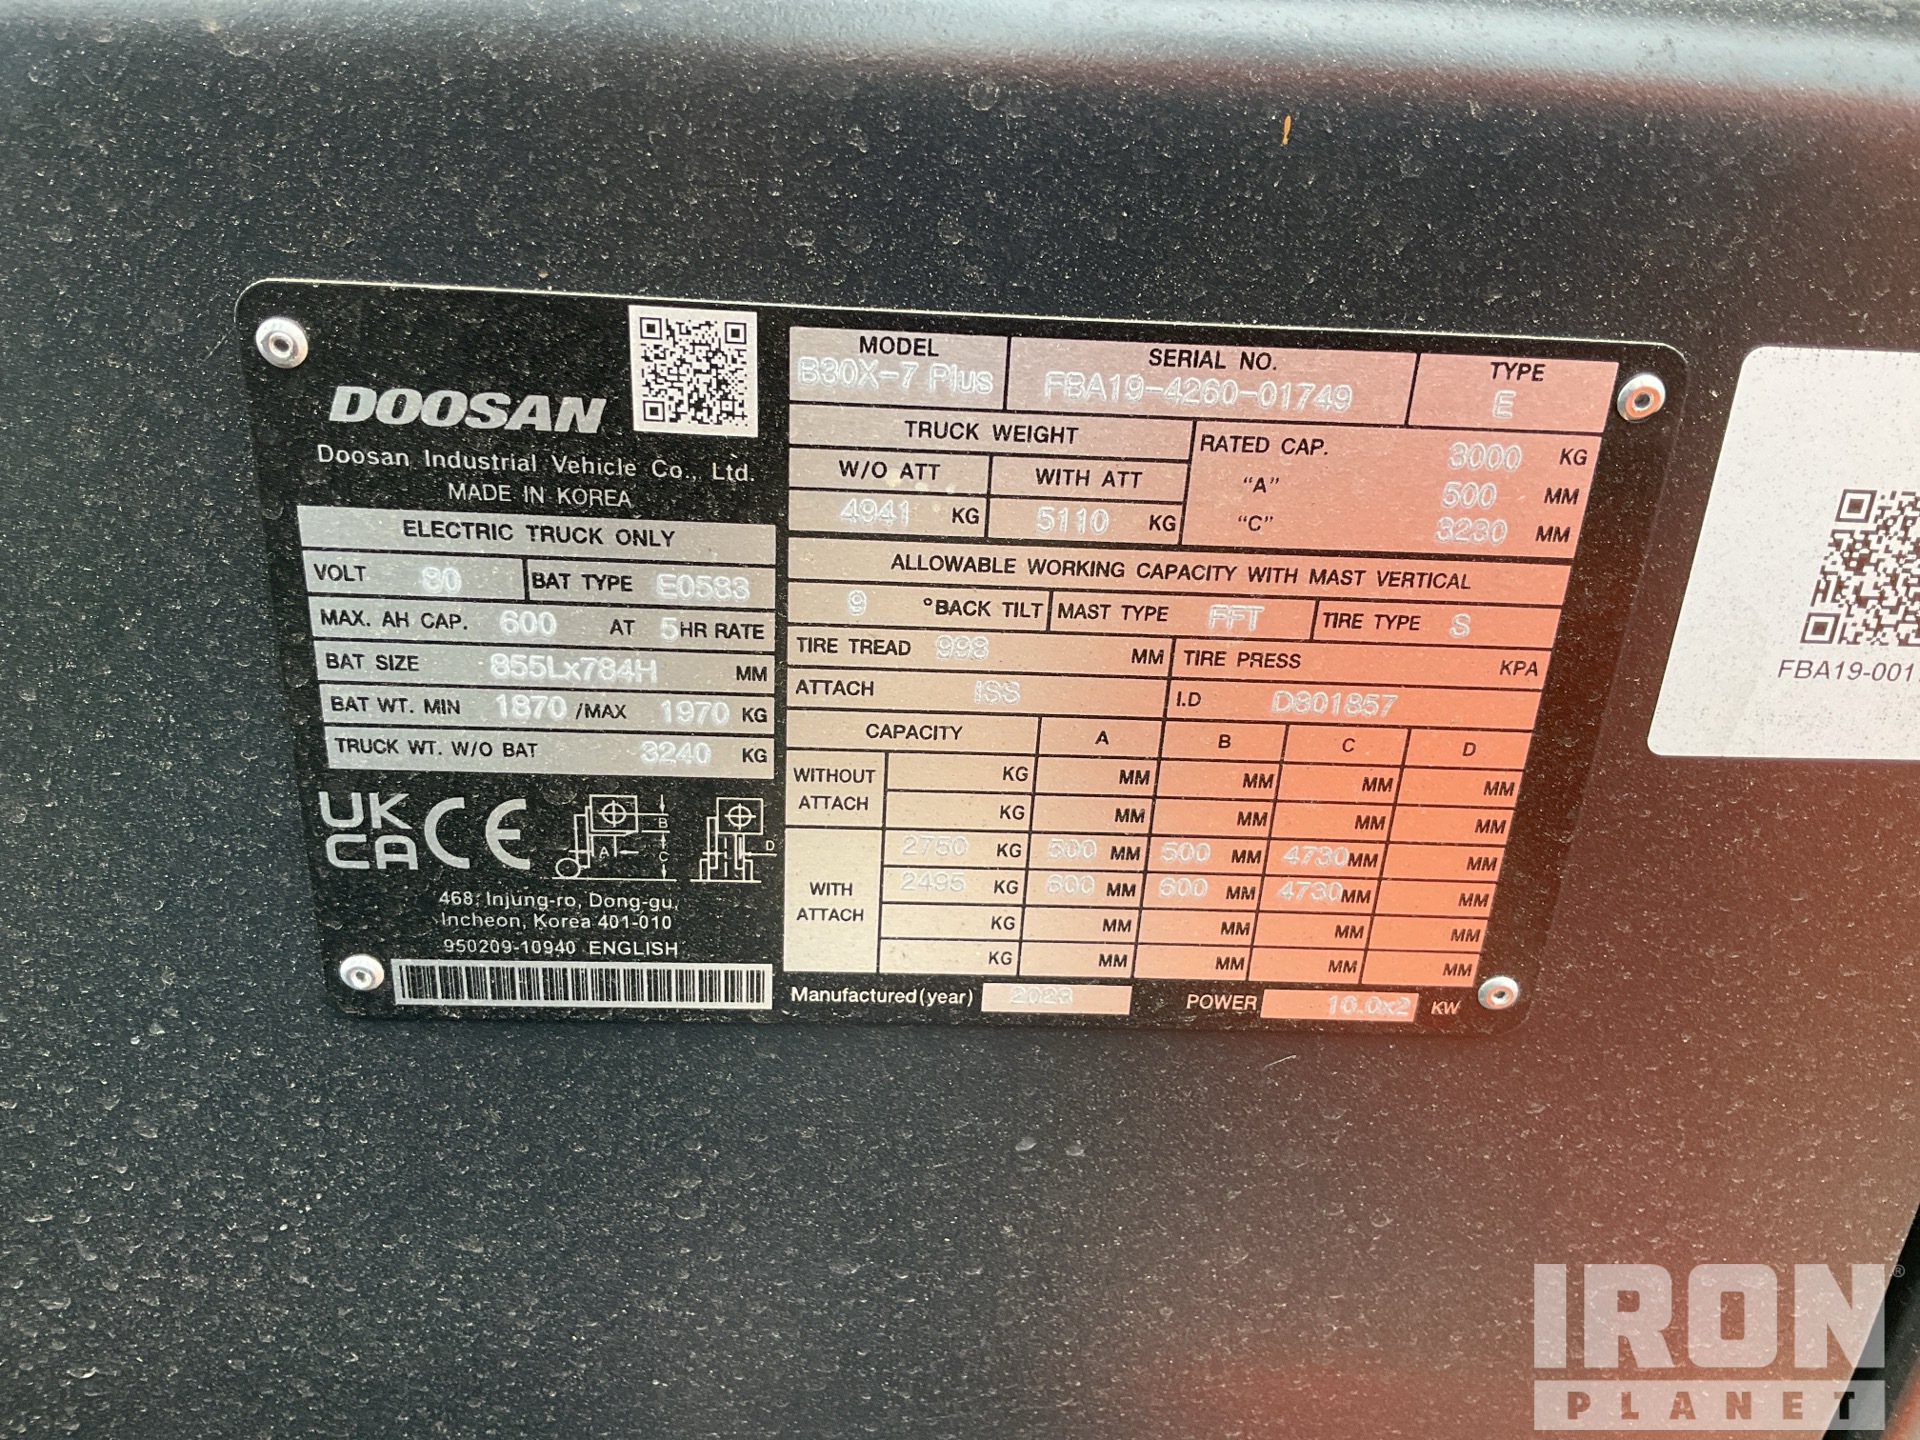 DOOSAN
Doosan Industrial Vehicle Co., Ltd.
MADE IN KOREA
ELECTRIC TRUCK ONLY
VOLT 80 BAT TYPE E0583
MAX. AH CAP. 600 AT 5 HR RATE
BAT SIZE 855Lx784H MM
BAT WT. MIN 1870 /MAX 1970 KG
TRUCK WT. W/O BAT 3240 KG
UK CA CE
A B C D
468, Injung-ro, Dong-gu,
Incheon, Korea 401-010
950209-10940 ENGLISH
MODEL SERIAL NO. TYPE
B30X-7 Plus FBA19-4260-01749 E
TRUCK WEIGHT
W/O ATT WITH ATT
4941 KG 5110 KG
RATED CAP. 3000 KG
"A" 500 MM
"C" 3280 MM
ALLOWABLE WORKING CAPACITY WITH MAST VERTICAL
9 °BACK TILT MAST TYPE FFT TIRE TYPE S
TIRE TREAD 998 MM TIRE PRESS KPA
ATTACH ISS I.D D801857
CAPACITY A B C D
WITHOUT ATTACH
KG MM MM MM MM
KG MM MM MM MM
WITH ATTACH
2750 KG 500 MM 500 MM 4730 MM MM
2495 KG 600 MM 600 MM 4730 MM MM
KG MM MM MM MM
KG MM MM MM MM
Manufactured(year) 2023 POWER 10.0x2 KW
FBA19-001
IRON ®
PLANET